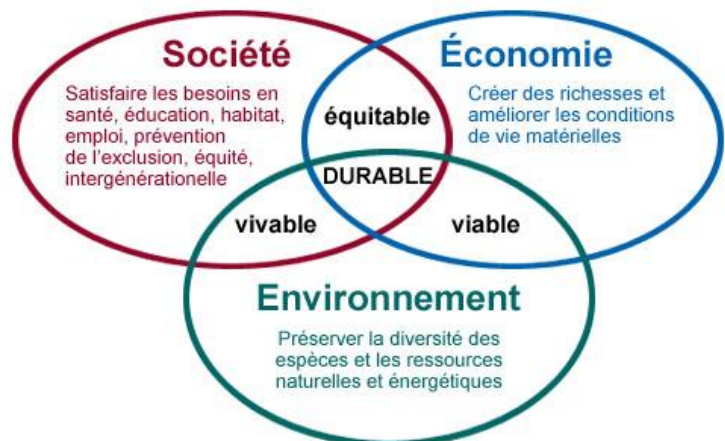 Société
Satisfaire les besoins en
santé, éducation, habitat,
emploi, prévention
de l'exclusion, équité,
intergénérationelle
Économie
Créer des richesses et
améliorer les conditions
de vie matérielles
équitable
DURABLE
vivable
viable
Environnement
Préserver la diversité des
espèces et les ressources
naturelles et énergétiques